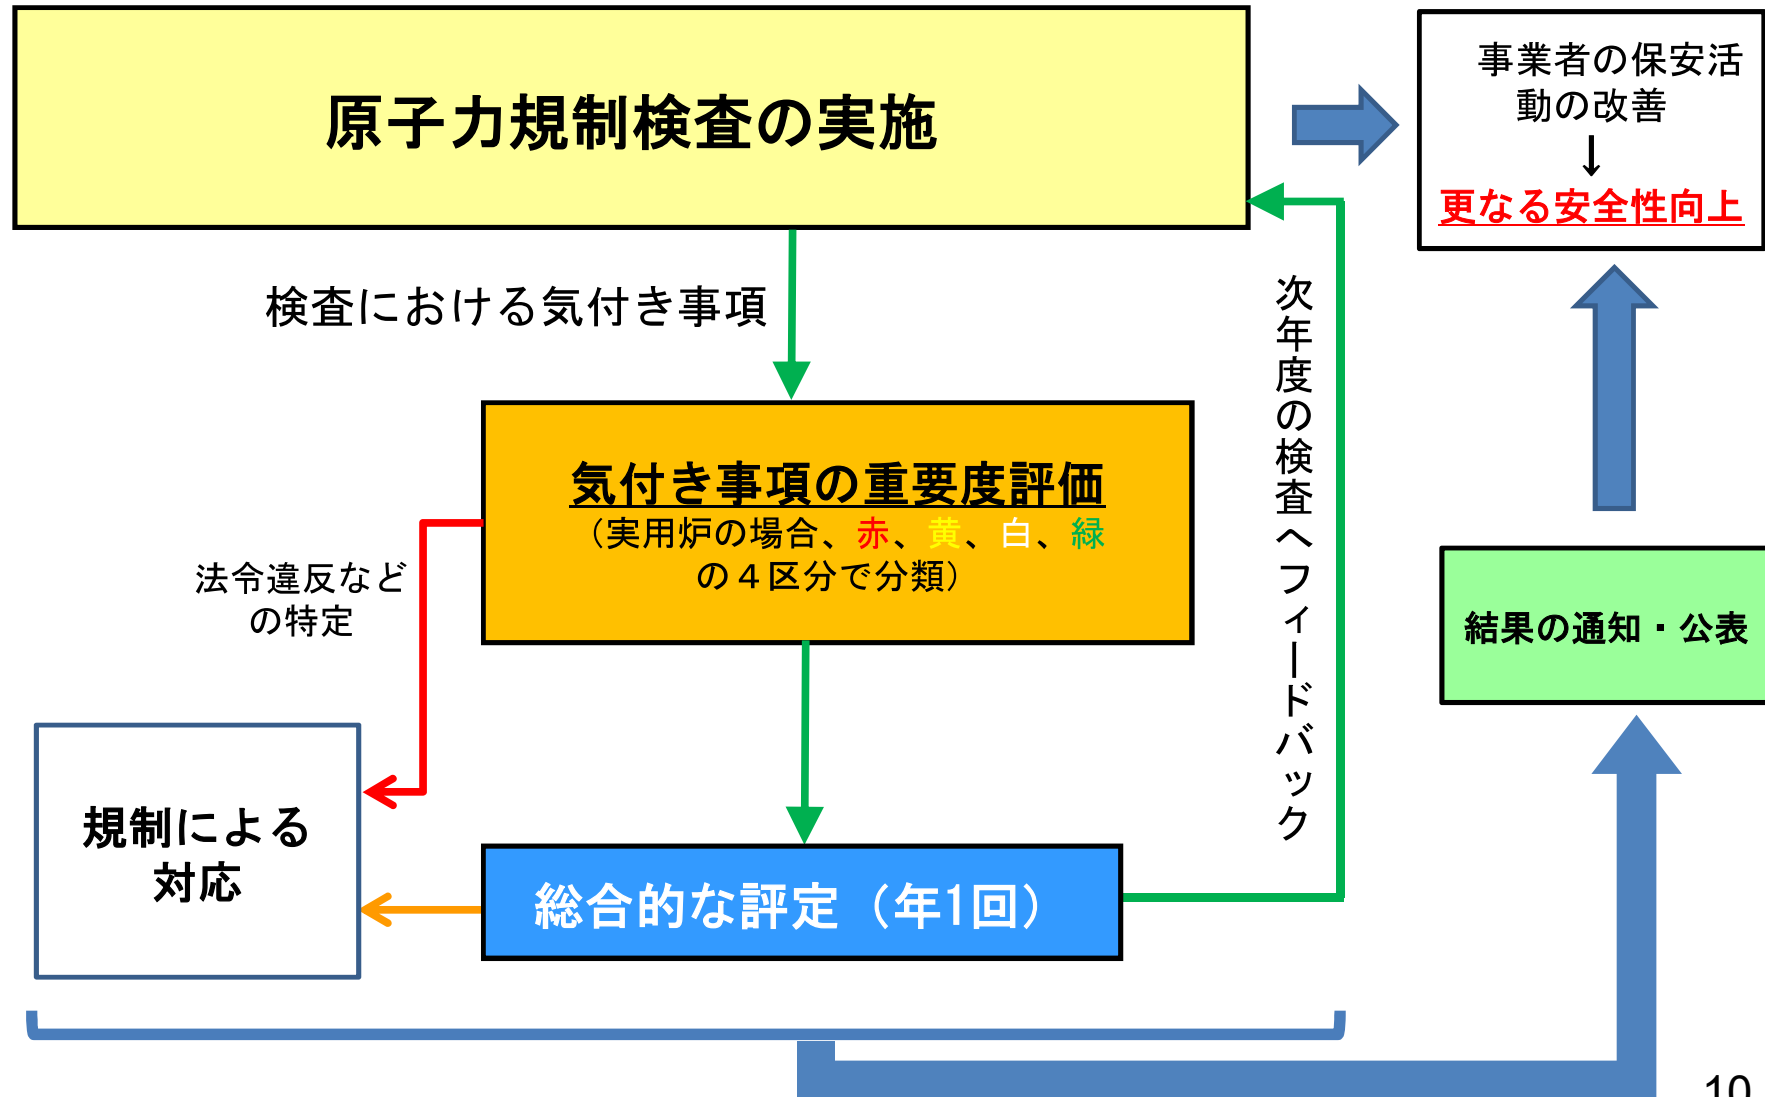 原子力規制検査の実施
事業者の保安活
動の改善
↓
更なる安全性向上
検査における気付き事項
次年度の検査へフィードバック
気付き事項の重要度評価
（実用炉の場合、赤、黄、白、緑
の４区分で分類）
法令違反など
の特定
結果の通知・公表
規制による
対応
総合的な評定（年1回）
10